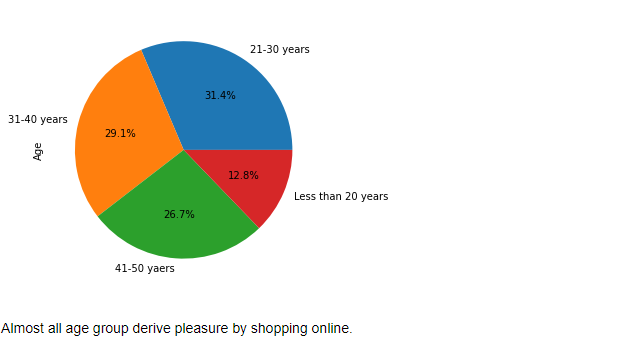 21-30 years
31.4%
31-40 years
29.1%
Age
12.8%
Less than 20 years
26.7%
41-50 yaers
Almost all age group derive pleasure by shopping online.